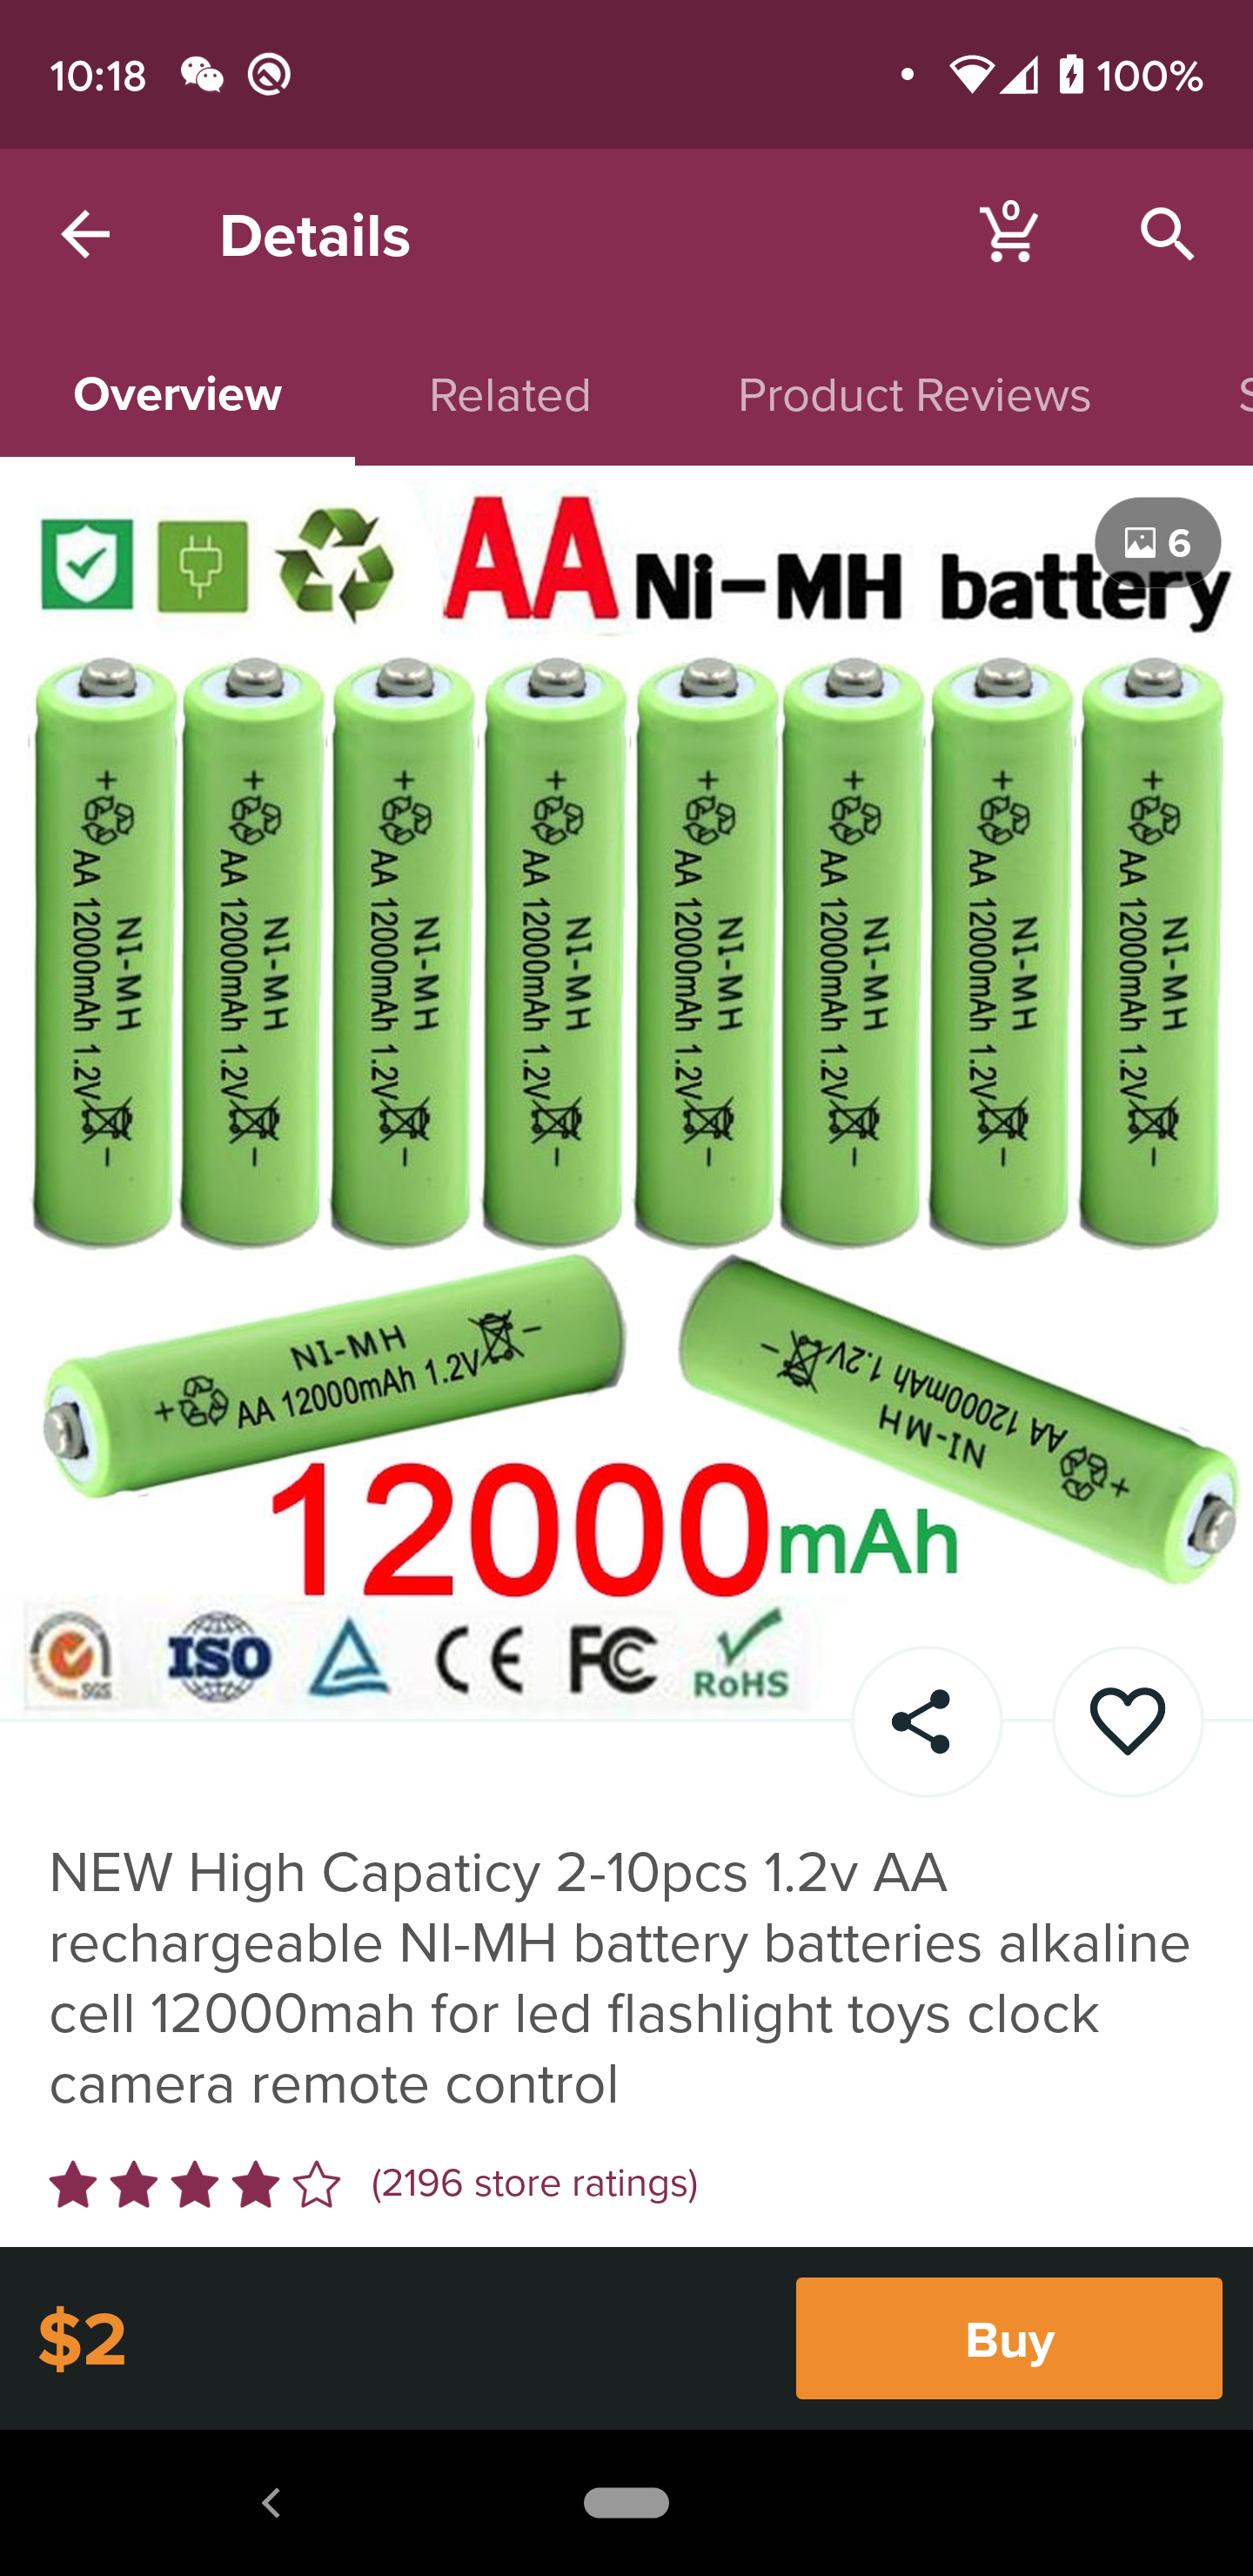 10:18
100%
Details
0
Overview Related Product Reviews S
AA Ni-MH battery
6
+ AA 12000mAh 1.2V -
NI-MH
+ AA 12000mAh 1.2V -
NI-MH
+ AA 12000mAh 1.2V -
NI-MH
+ AA 12000mAh 1.2V -
NI-MH
+ AA 12000mAh 1.2V -
NI-MH
+ AA 12000mAh 1.2V -
NI-MH
+ AA 12000mAh 1.2V -
NI-MH
+ AA 12000mAh 1.2V -
NI-MH
NI-MH
+ AA 12000mAh 1.2V -
NI-MH
+ AA 12000mAh 1.2V -
12000mAh
SGS ISO CE FC RoHS
NEW High Capaticy 2-10pcs 1.2v AA
rechargeable NI-MH battery batteries alkaline
cell 12000mah for led flashlight toys clock
camera remote control
(2196 store ratings)
$2
Buy